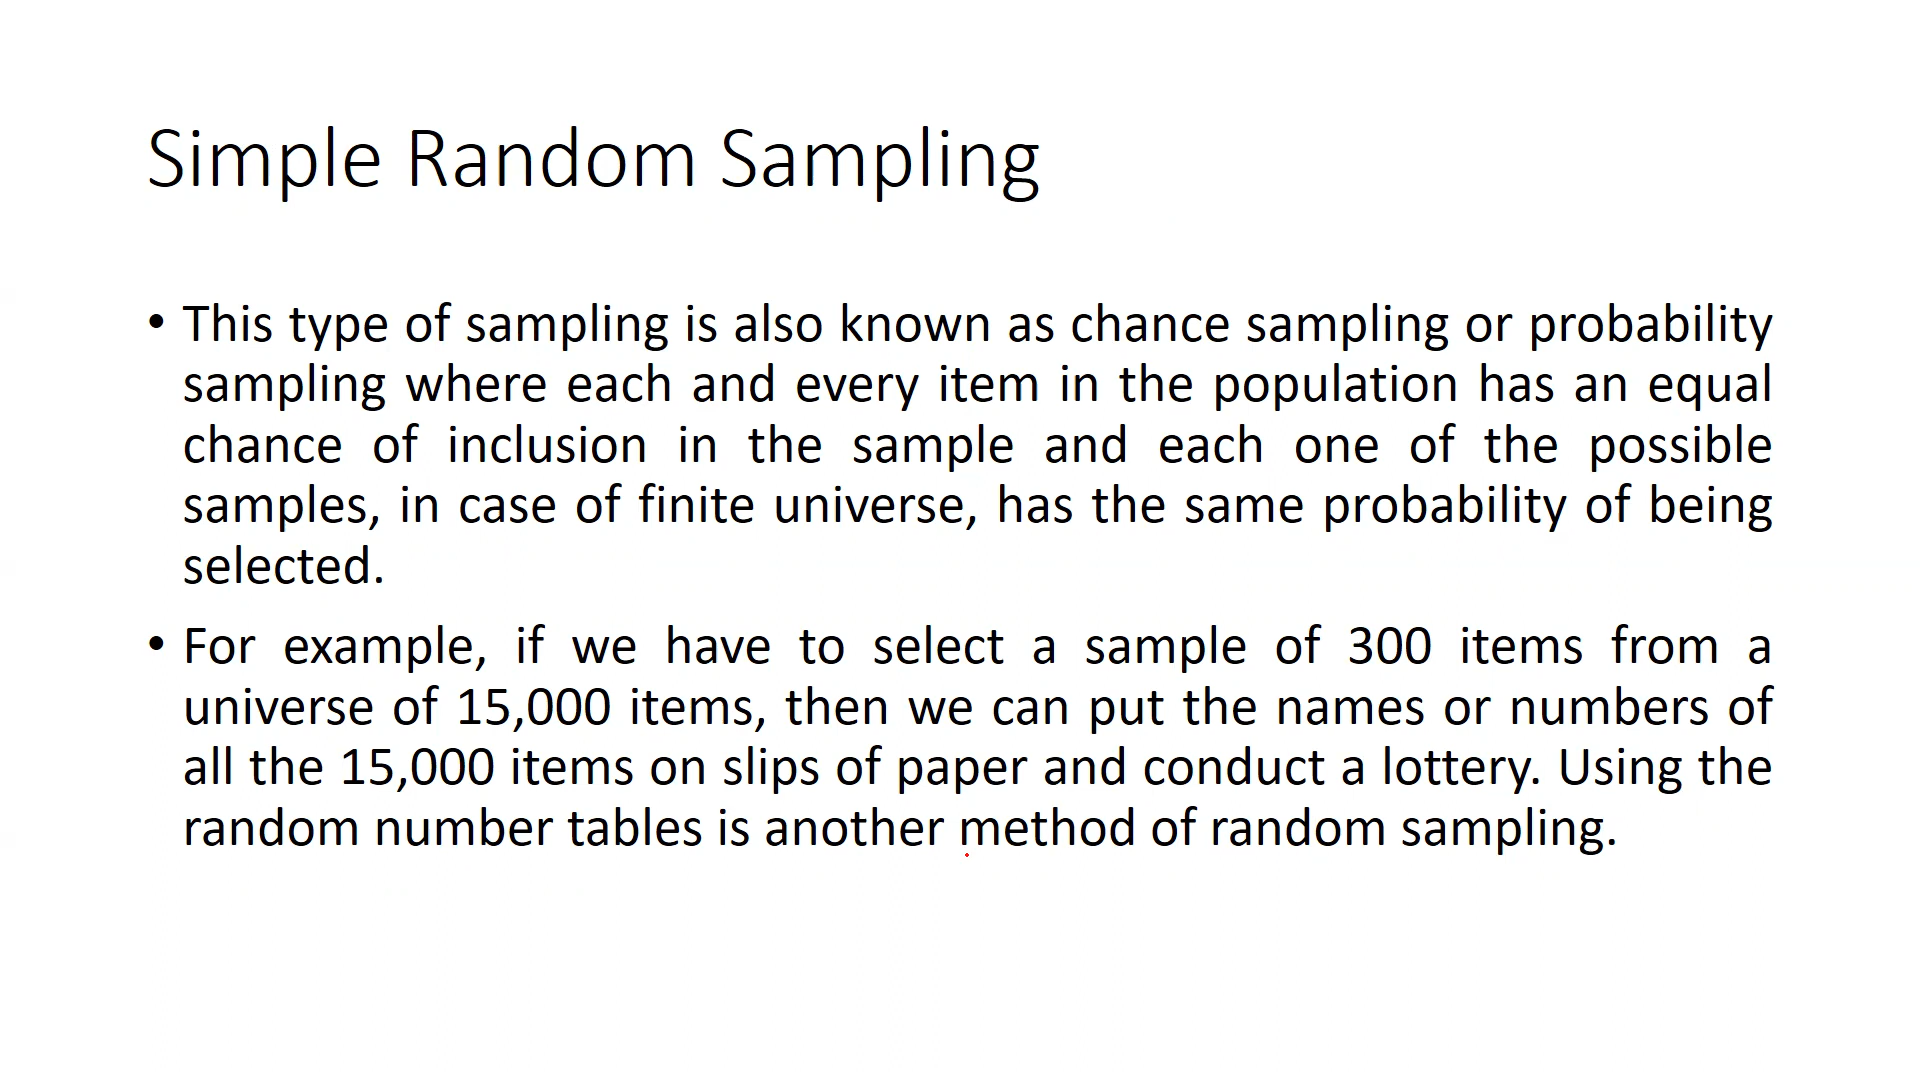 Simple Random Sampling
• This type of sampling is also known as chance sampling or probability
sampling where each and every item in the population has an equal
chance of inclusion in the sample and each one of the possible
samples, in case of finite universe, has the same probability of being
selected.
• For example, if we have to select a sample of 300 items from a
universe of 15,000 items, then we can put the names or numbers of
all the 15,000 items on slips of paper and conduct a lottery. Using the
random number tables is another method of random sampling.